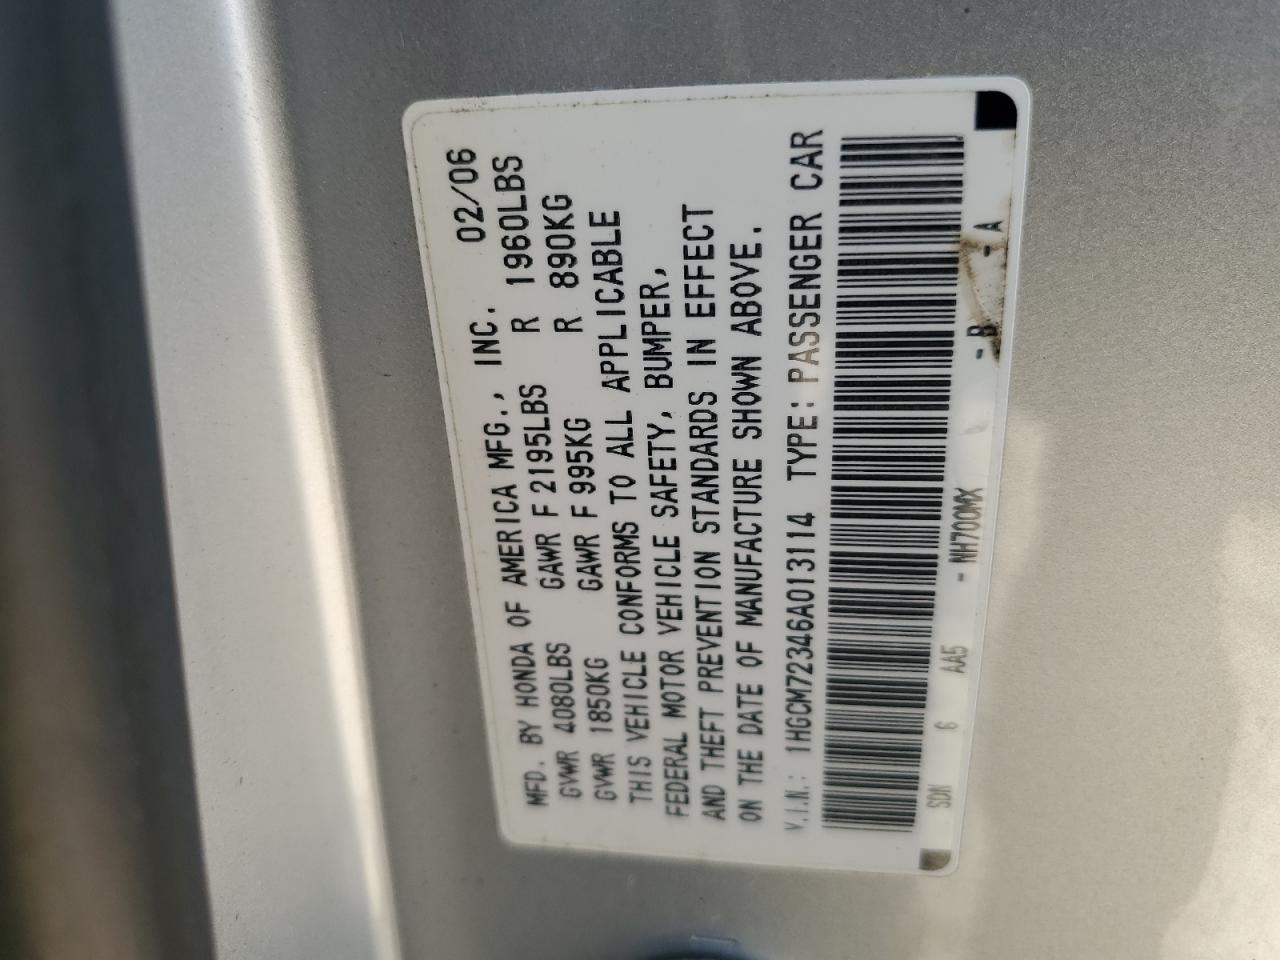 MFD. BY HONDA OF AMERICA MFG., INC. 02/06
GVWR 4080LBS GAWR F 2195LBS R 1960LBS
GVWR 1850KG GAWR F 995KG R 890KG
THIS VEHICLE CONFORMS TO ALL APPLICABLE
FEDERAL MOTOR VEHICLE SAFETY, BUMPER,
AND THEFT PREVENTION STANDARDS IN EFFECT
ON THE DATE OF MANUFACTURE SHOWN ABOVE.
V.I.N.: 1HGCM72346A013114 TYPE: PASSENGER CAR
SDN 6 AA5 - NH700MX - B - A